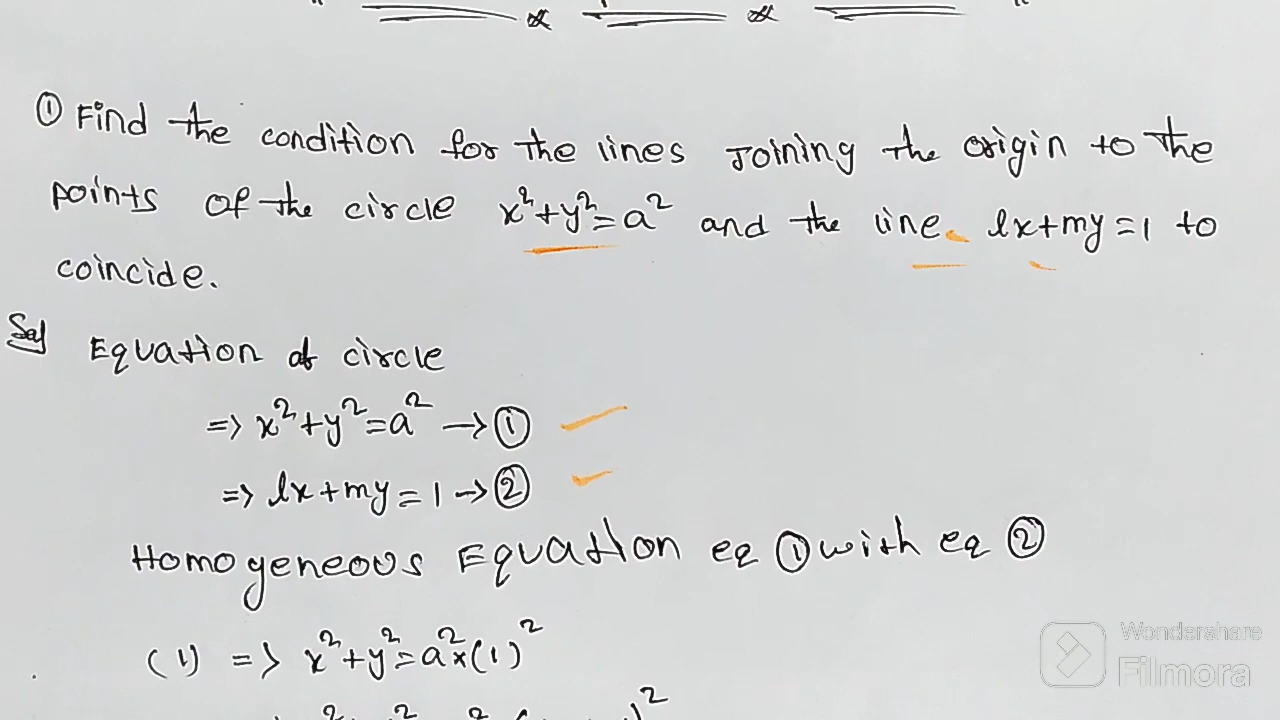 ① Find the condition for the lines Joining the origin to the
points of the circle x²+y²=a² and the line lx+my=1 to
coincide.
Sol Equation of circle
=> x²+y²=a² → ①
=> lx+my=1 → ②
Homogeneous Equation eq ① with eq ②
(1) => x²+y²=a²×(1)²
Wondershare
Filmora